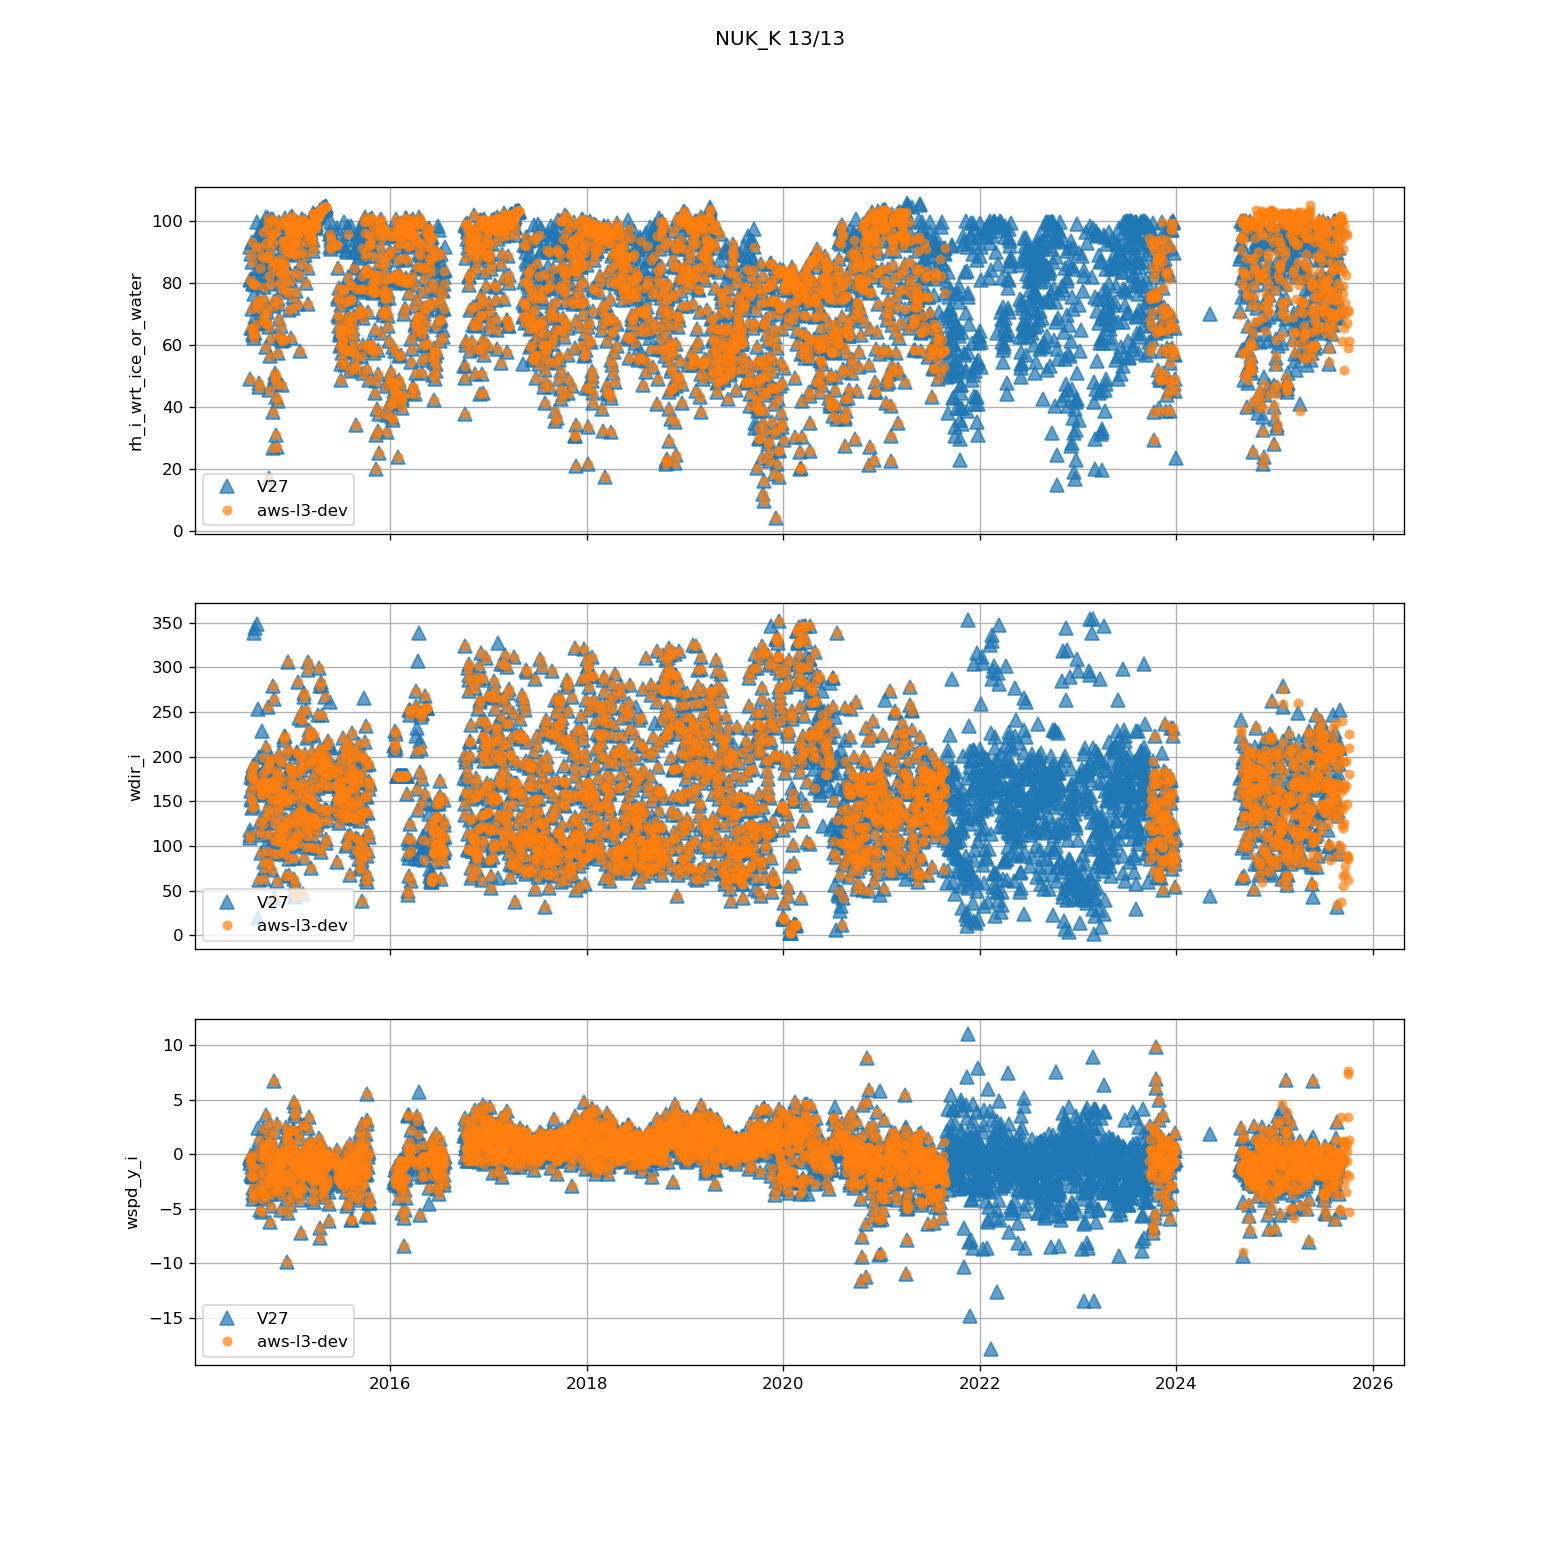 NUK_K 13/13
rh_i_wrt_ice_or_water
100
80
60
40
20
0
V27
aws-l3-dev
wdir_i
350
300
250
200
150
100
50
0
V27
aws-l3-dev
wspd_y_i
10
5
0
−5
−10
−15
V27
aws-l3-dev
2016 2018 2020 2022 2024 2026